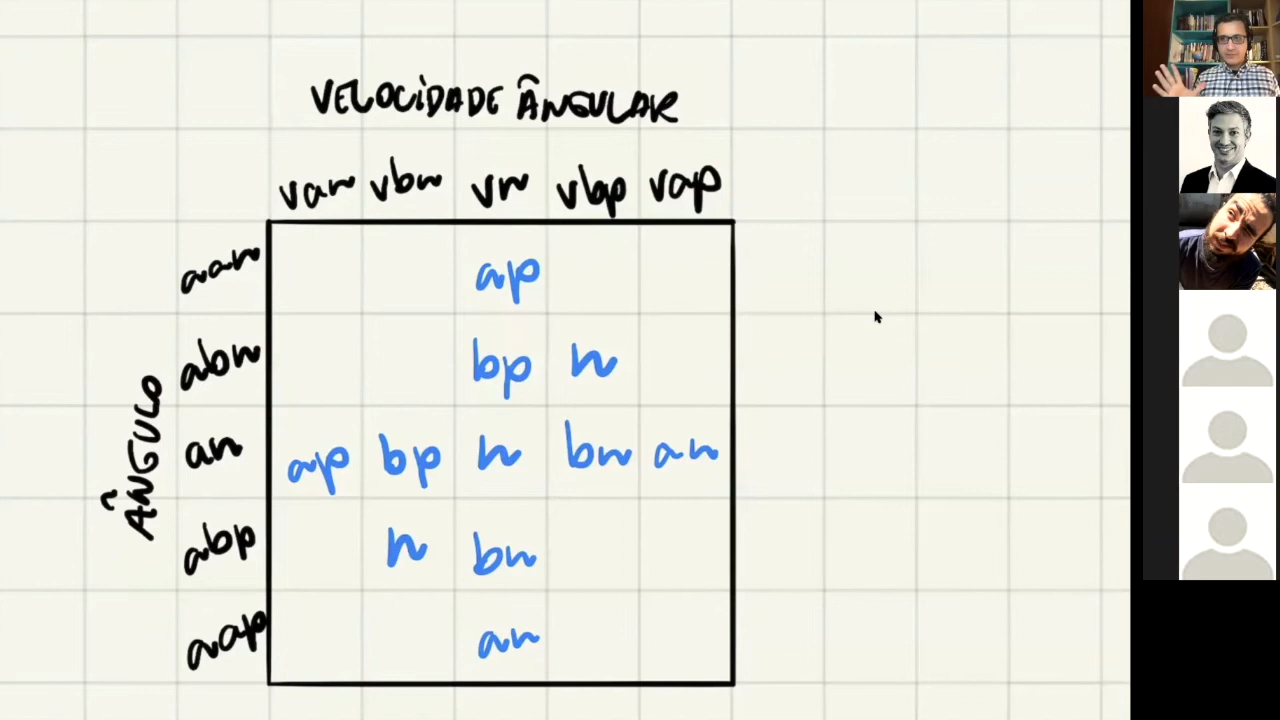 VELOCIDADE ÂNGULAR
van vbn vn vbp vap
aan ap
abn bp n
ÂNGULO
an ap bp n bn an
abp n bn
aap an